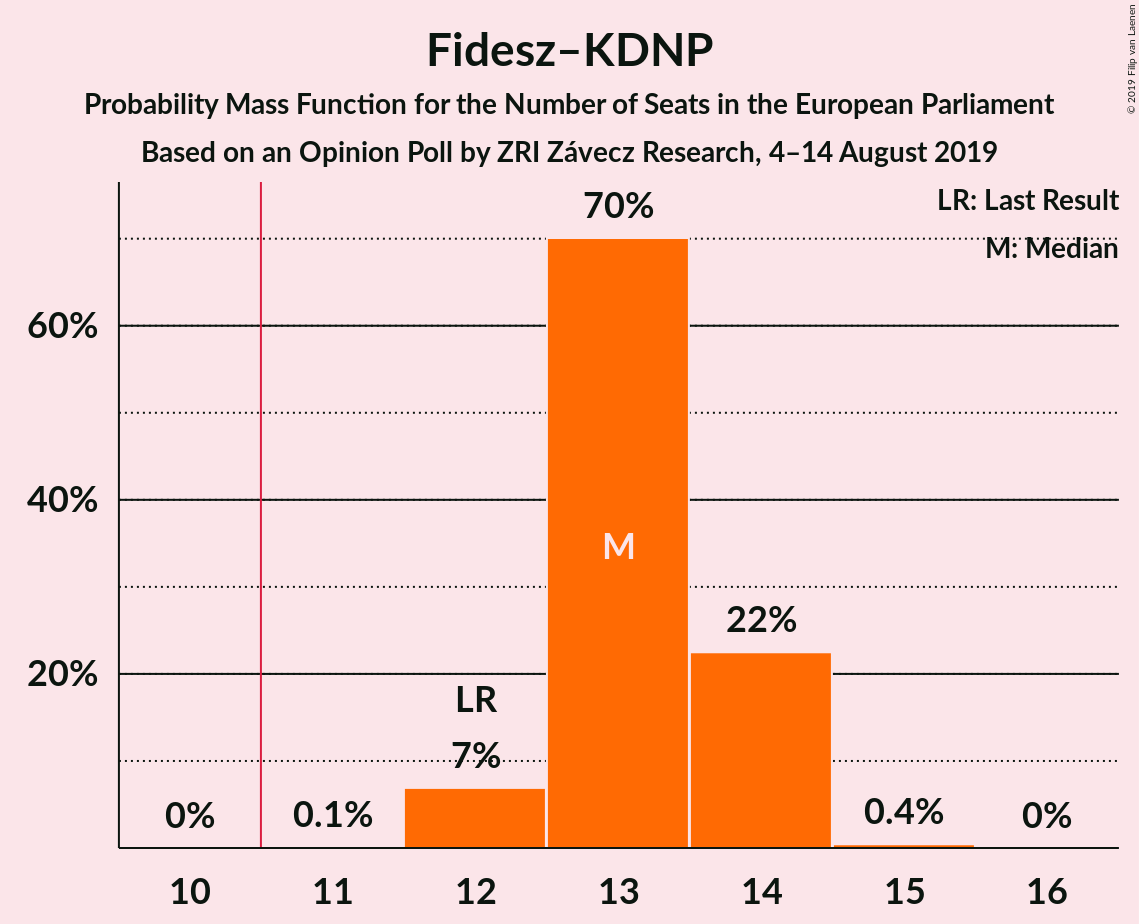 Fidesz–KDNP
Probability Mass Function for the Number of Seats in the European Parliament
Based on an Opinion Poll by ZRI Závecz Research, 4–14 August 2019
© 2019 Filip van Laenen
LR: Last Result
M: Median
70%
60%
40%
M
22%
20%
LR
7%
0%
0.1%
0.4%
0%
10 11 12 13 14 15 16